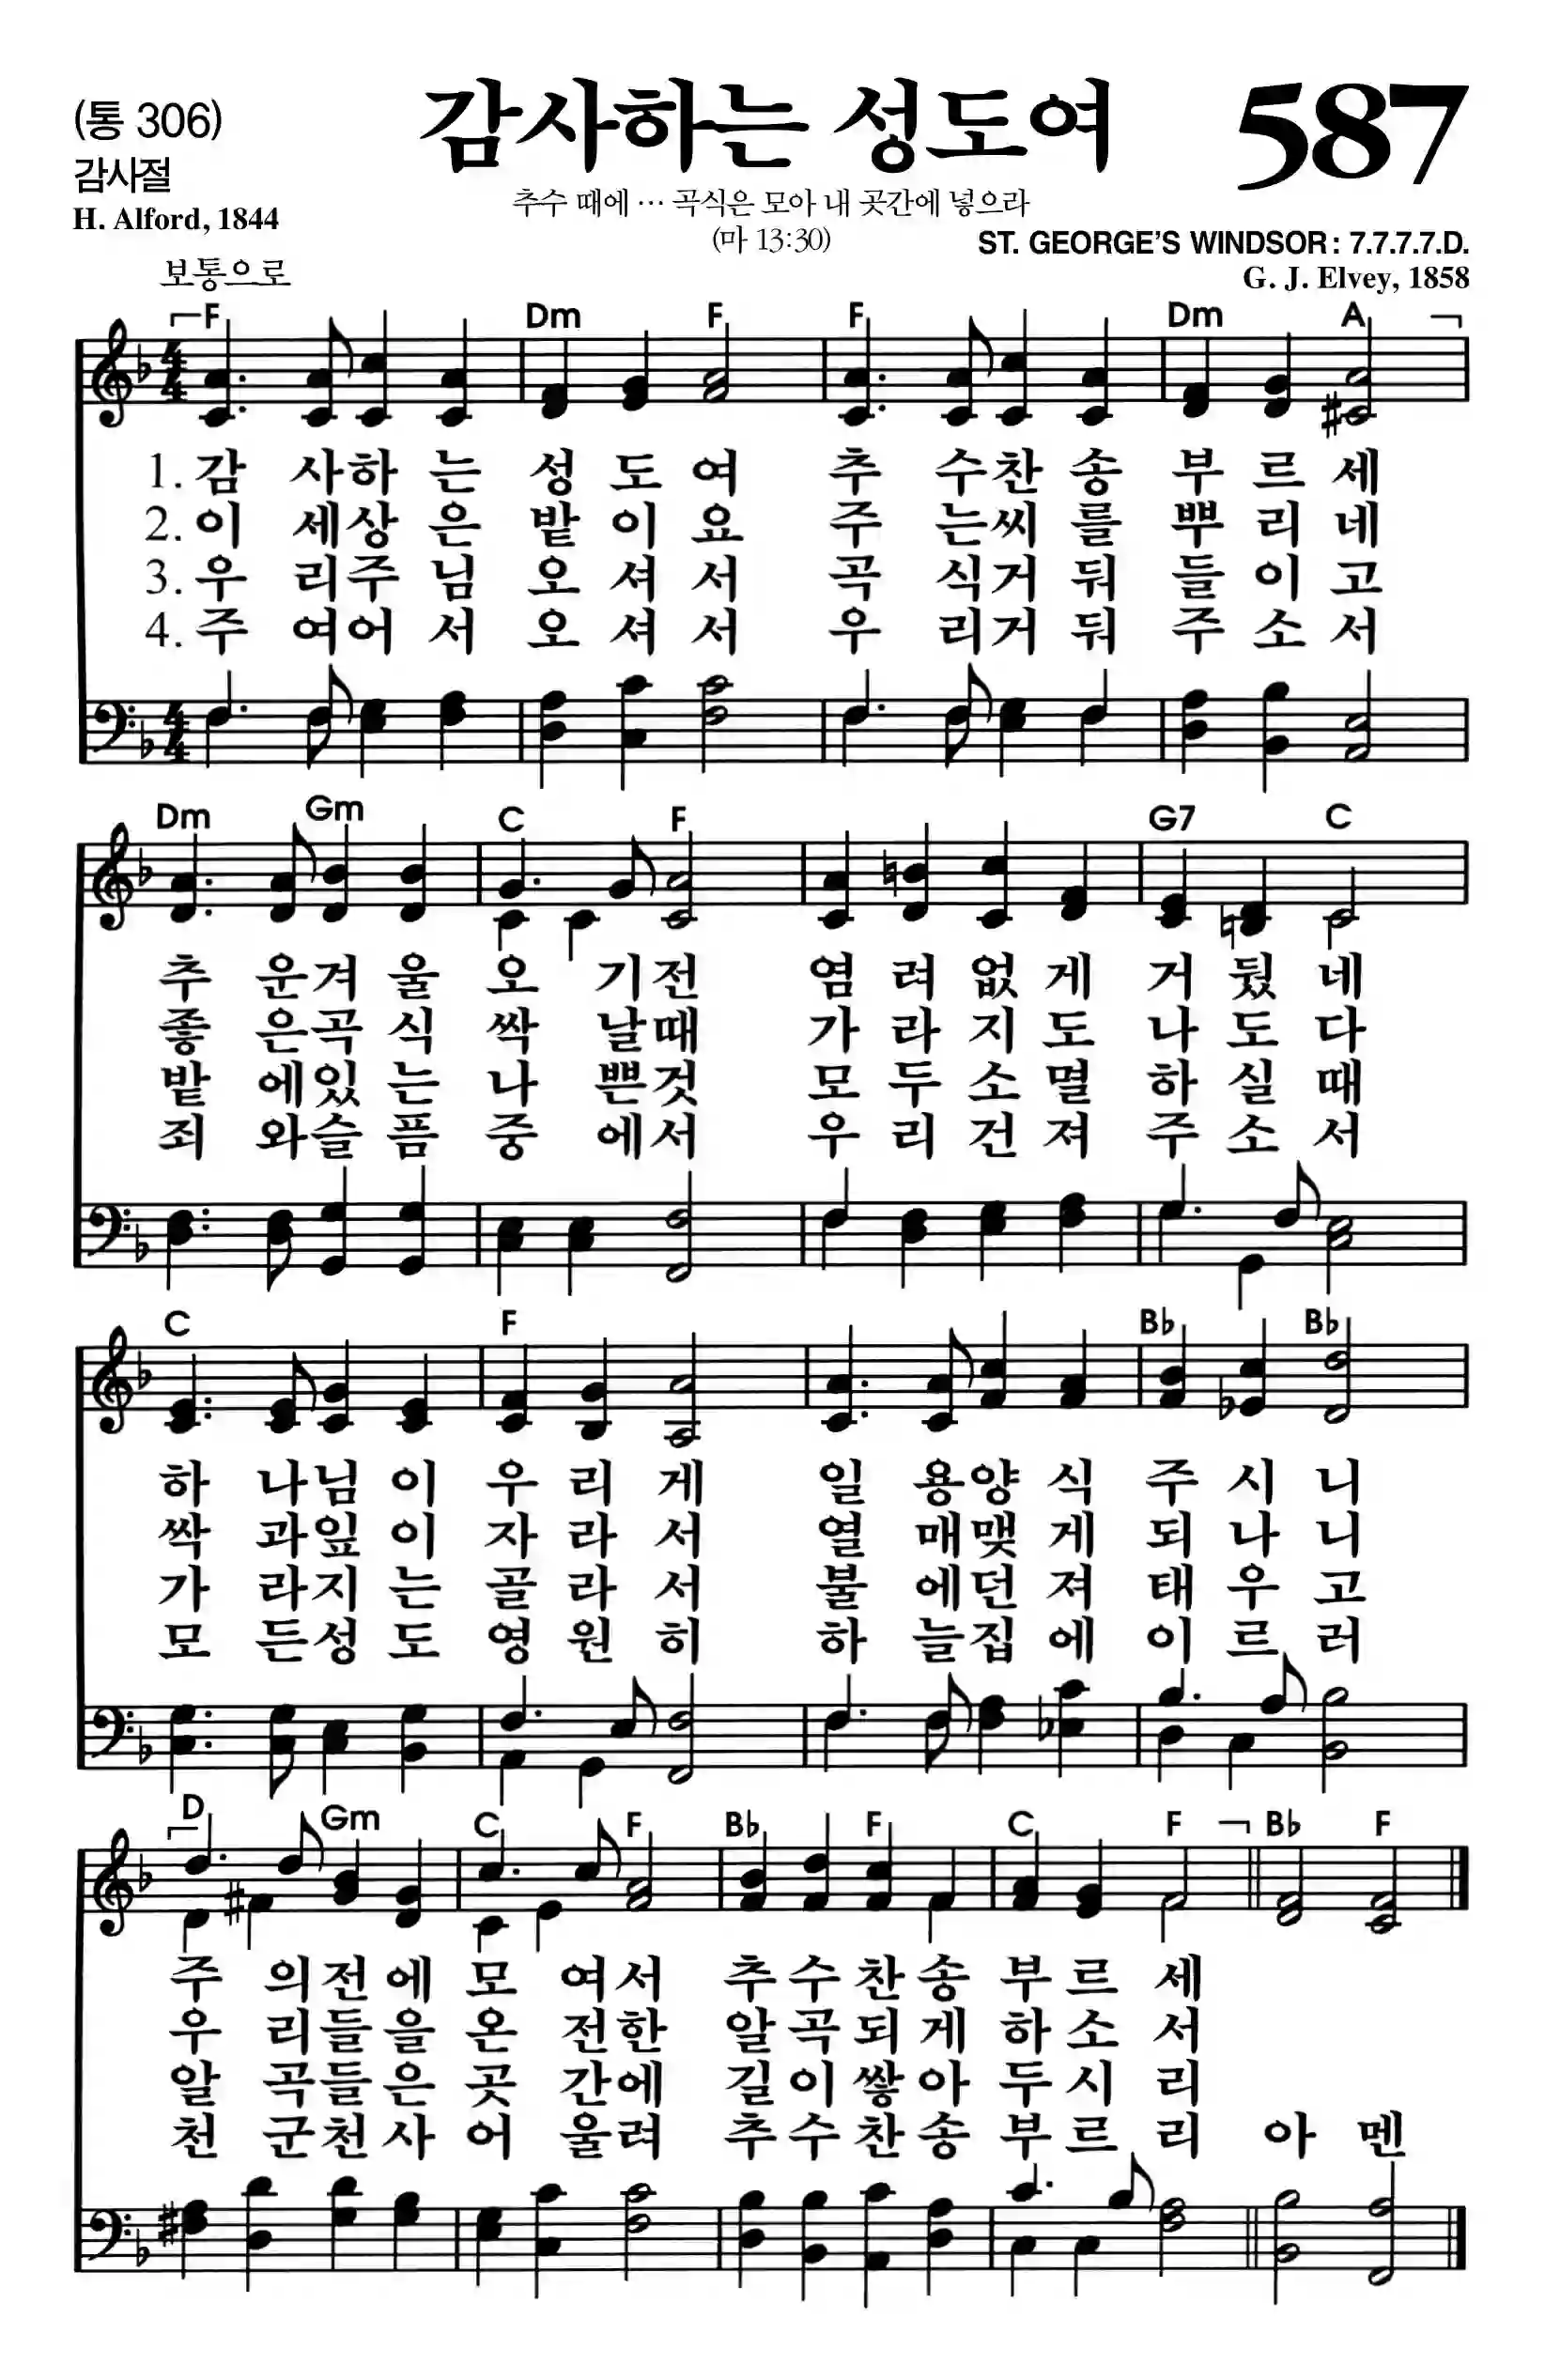 (통 306)
감사하는 성도여
587
감사절
추수 때에 … 곡식은 모아 내 곳간에 넣으라
H. Alford, 1844
(마 13:30)
ST. GEORGE'S WINDSOR: 7.7.7.7.D.
보통으로
G. J. Elvey, 1858
F Dm F F Dm A
4 4
1. 감 사하 는 성 도 여 추 수찬 송 부 르 세
2. 이 세상 은 밭 이 요 주 는씨 를 뿌 리 네
3. 우 리주 님 오 셔 서 곡 식거 둬 들 이 고
4. 주 여어 서 오 셔 서 우 리거 둬 주 소 서
4 4
Dm Gm C F G7 C
추 운겨 울 오 기전 염 려 없 게 거 뒀 네
좋 은곡 식 싹 날때 가 라 지 도 나 도 다
밭 에있 는 나 쁜것 모 두 소 멸 하 실 때
죄 와슬 픔 중 에서 우 리 건 져 주 소 서
C F B♭ B♭
하 나님 이 우 리 게 일 용양 식 주 시 니
싹 과잎 이 자 라 서 열 매맺 게 되 나 니
가 라지 는 골 라 서 불 에던 져 태 우 고
모 든성 도 영 원 히 하 늘집 에 이 르 러
D Gm C F B♭ F C F B♭ F
주 의전 에 모 여서 추 수 찬 송 부 르 세
우 리들 을 온 전한 알 곡 되 게 하 소 서
알 곡들 은 곳 간에 길 이 쌓 아 두 시 리
천 군천 사 어 울려 추 수 찬 송 부 르 리 아 멘